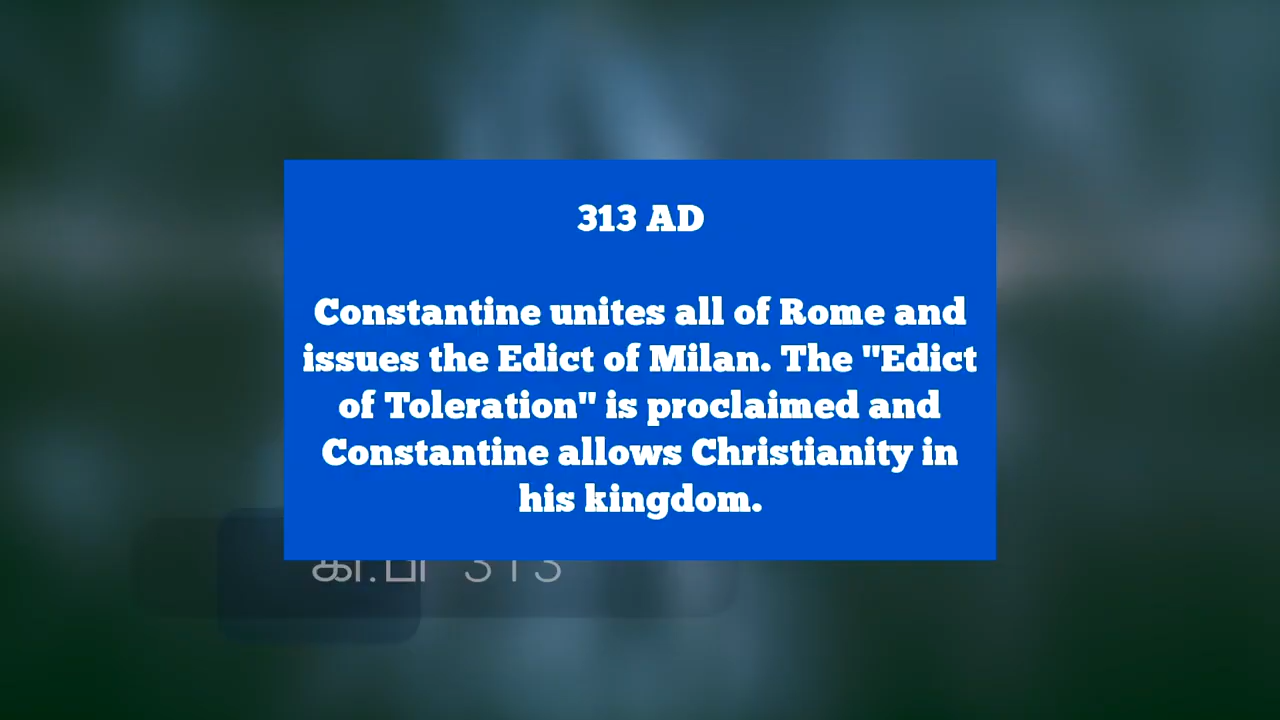 313 AD
Constantine unites all of Rome and
issues the Edict of Milan. The "Edict
of Toleration" is proclaimed and
Constantine allows Christianity in
his kingdom.
கி.பி 313